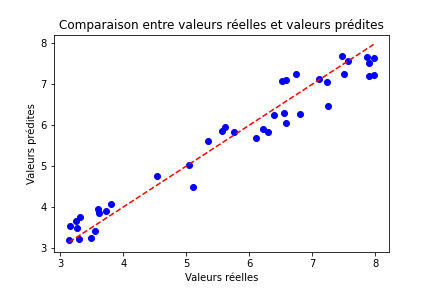 Comparaison entre valeurs réelles et valeurs prédites
8
7
6
5
4
3
Valeurs prédites
3 4 5 6 7 8
Valeurs réelles